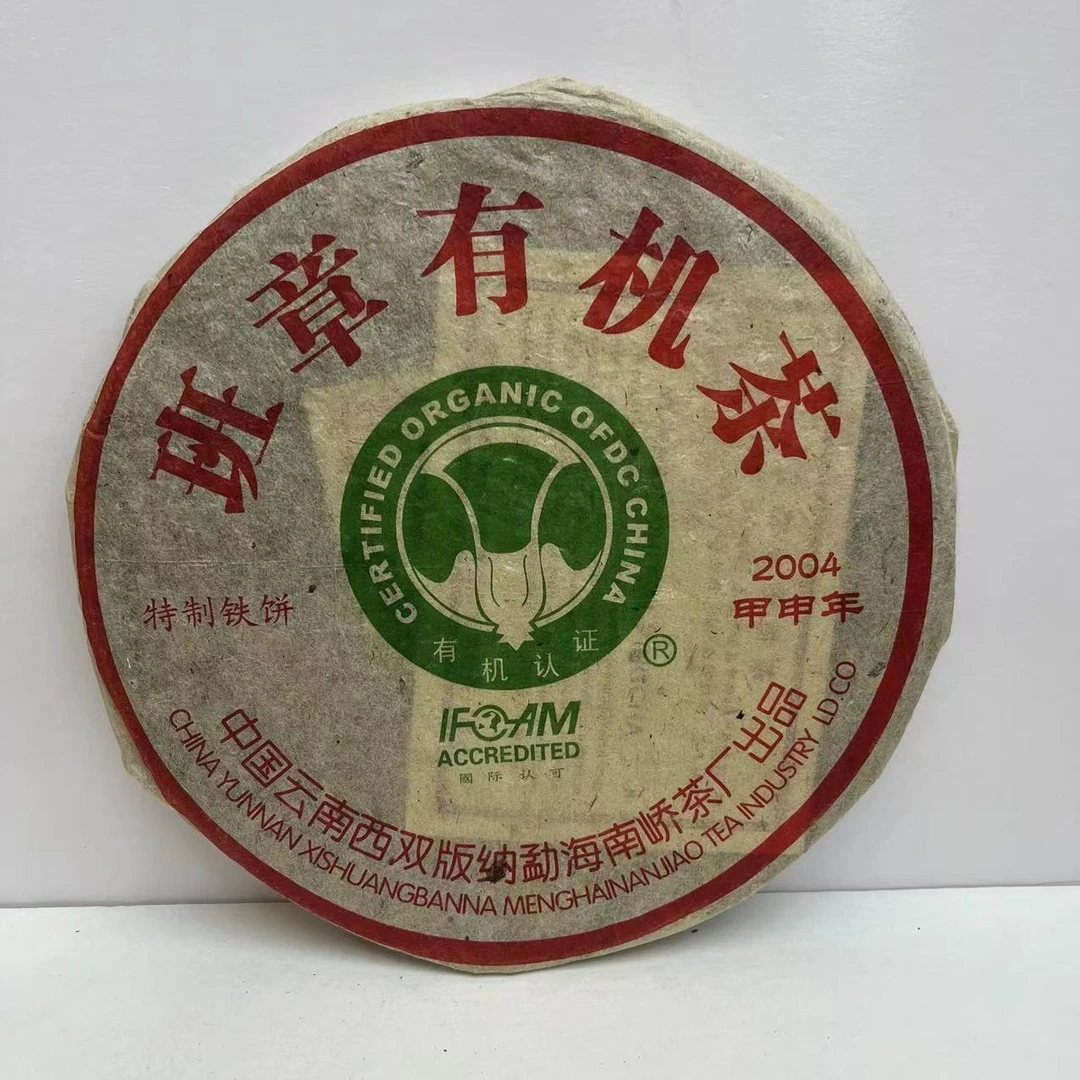 班章有机茶
CERTIFIED ORGANIC OFDC CHINA
有机认证
®
IFOAM
ACCREDITED
國际认可
特制铁饼
2004
甲申年
中国云南西双版纳勐海南峤茶厂出品
CHINA YUNNAN XISHUANGBANNA MENGHAINANJIAO TEA INDUSTRY LD.CO